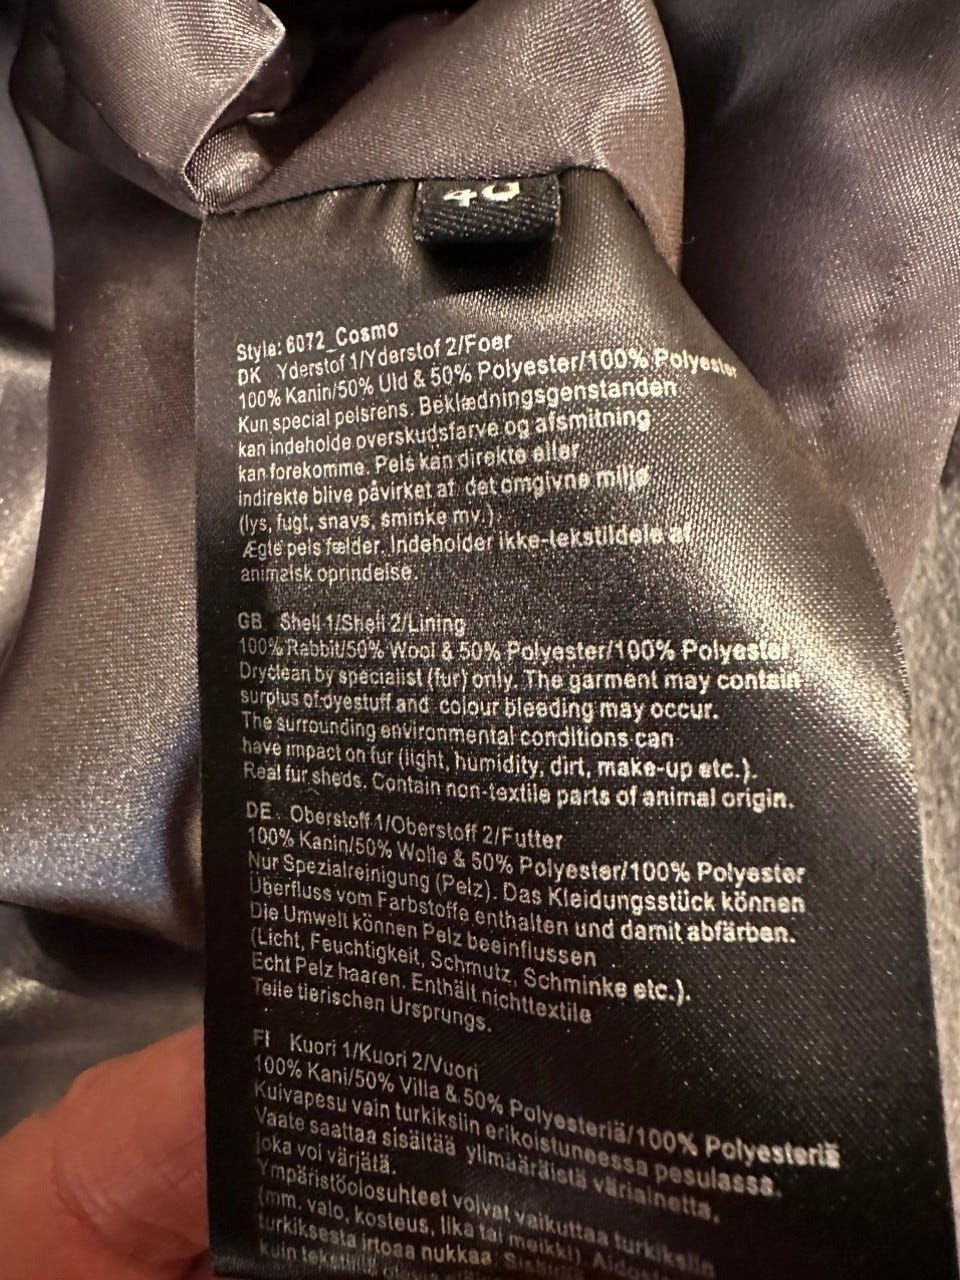 40
Style: 6072_Cosmo
DK Yderstof 1/Yderstof 2/Foer
100% Kanin/50% Uld & 50% Polyester/100% Polyester
Kun special pelsrens. Beklædningsgenstanden
kan indeholde overskudsfarve og afsmitning
kan forekomme. Pels kan direkte eller
indirekte blive påvirket af det omgivne miljø
(lys, fugt, snavs, sminke mv.).
Ægte pels fælder. Indeholder ikke-tekstildele af
animalsk oprindelse.
GB Shell 1/Shell 2/Lining
100% Rabbit/50% Wool & 50% Polyester/100% Polyester
Dryclean by specialist (fur) only. The garment may contain
surplus of dyestuff and colour bleeding may occur.
The surrounding environmental conditions can
have impact on fur (light, humidity, dirt, make-up etc.).
Real fur sheds. Contain non-textile parts of animal origin.
DE Oberstoff 1/Oberstoff 2/Futter
100% Kanin/50% Wolle & 50% Polyester/100% Polyester
Nur Spezialreinigung (Pelz). Das Kleidungsstück können
Überfluss vom Farbstoffe enthalten und damit abfärben.
Die Umwelt können Pelz beeinflussen
(Licht, Feuchtigkeit, Schmutz, Schminke etc.).
Echt Pelz haaren. Enthält nichttextile
Teile tierischen Ursprungs.
FI Kuori 1/Kuori 2/Vuori
100% Kani/50% Villa & 50% Polyesteriä/100% Polyesteriä
Kuivapesu vain turkiksiin erikoistuneessa pesulassa.
Vaate saattaa sisältää ylimääräistä väriainetta,
joka voi värjätä.
Ympäristöolosuhteet voivat vaikuttaa turkiksiin
(mm. valo, kosteus, lika tai meikki). Aidosta
turkiksesta irtoaa nukkaa.
kuin